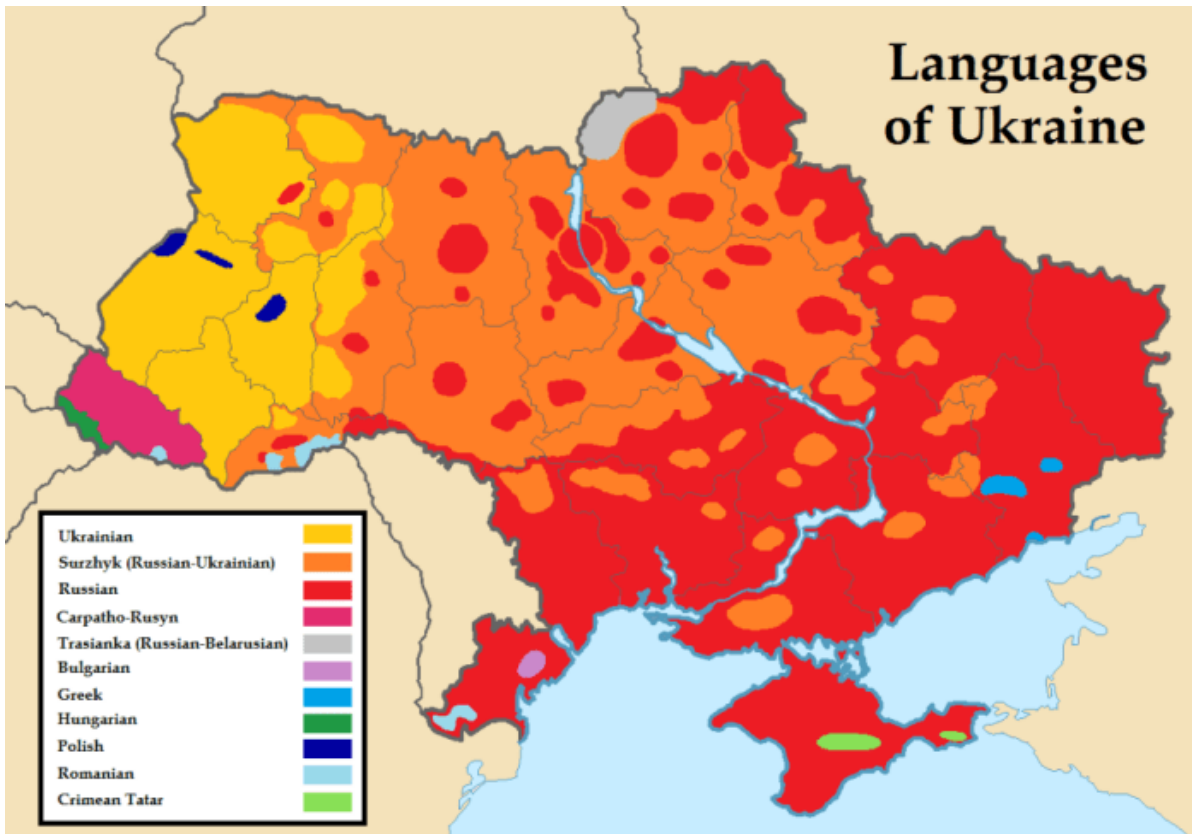 Languages
of Ukraine
Ukrainian
Surzhyk (Russian-Ukrainian)
Russian
Carpatho-Rusyn
Trasianka (Russian-Belarusian)
Bulgarian
Greek
Hungarian
Polish
Romanian
Crimean Tatar